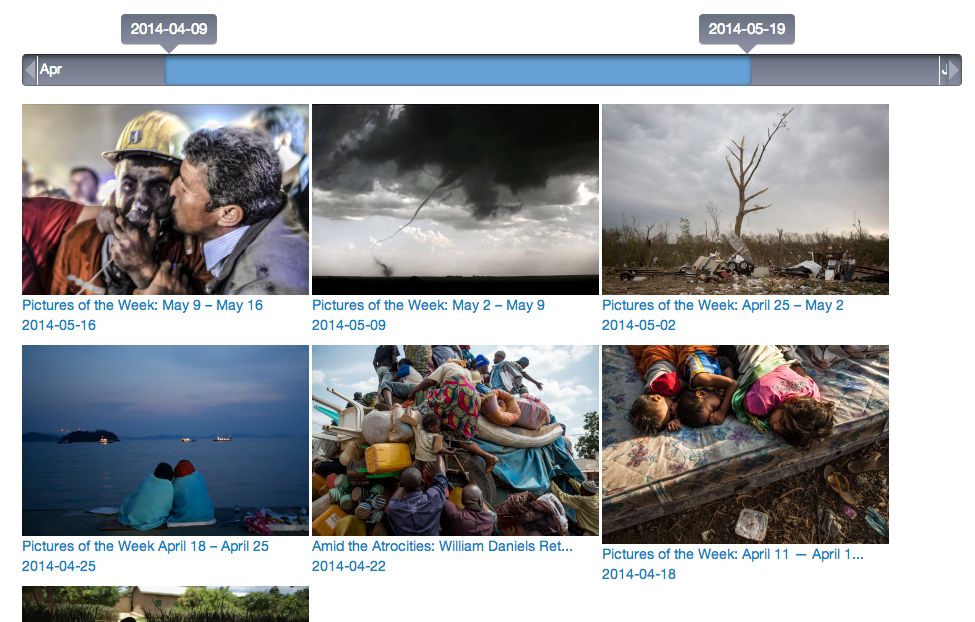 2014-04-09
2014-05-19
Apr
Pictures of the Week: May 9 – May 16
2014-05-16
Pictures of the Week: May 2 – May 9
2014-05-09
Pictures of the Week: April 25 – May 2
2014-05-02
Pictures of the Week April 18 – April 25
2014-04-25
Amid the Atrocities: William Daniels Ret...
2014-04-22
Pictures of the Week: April 11 — April 1...
2014-04-18